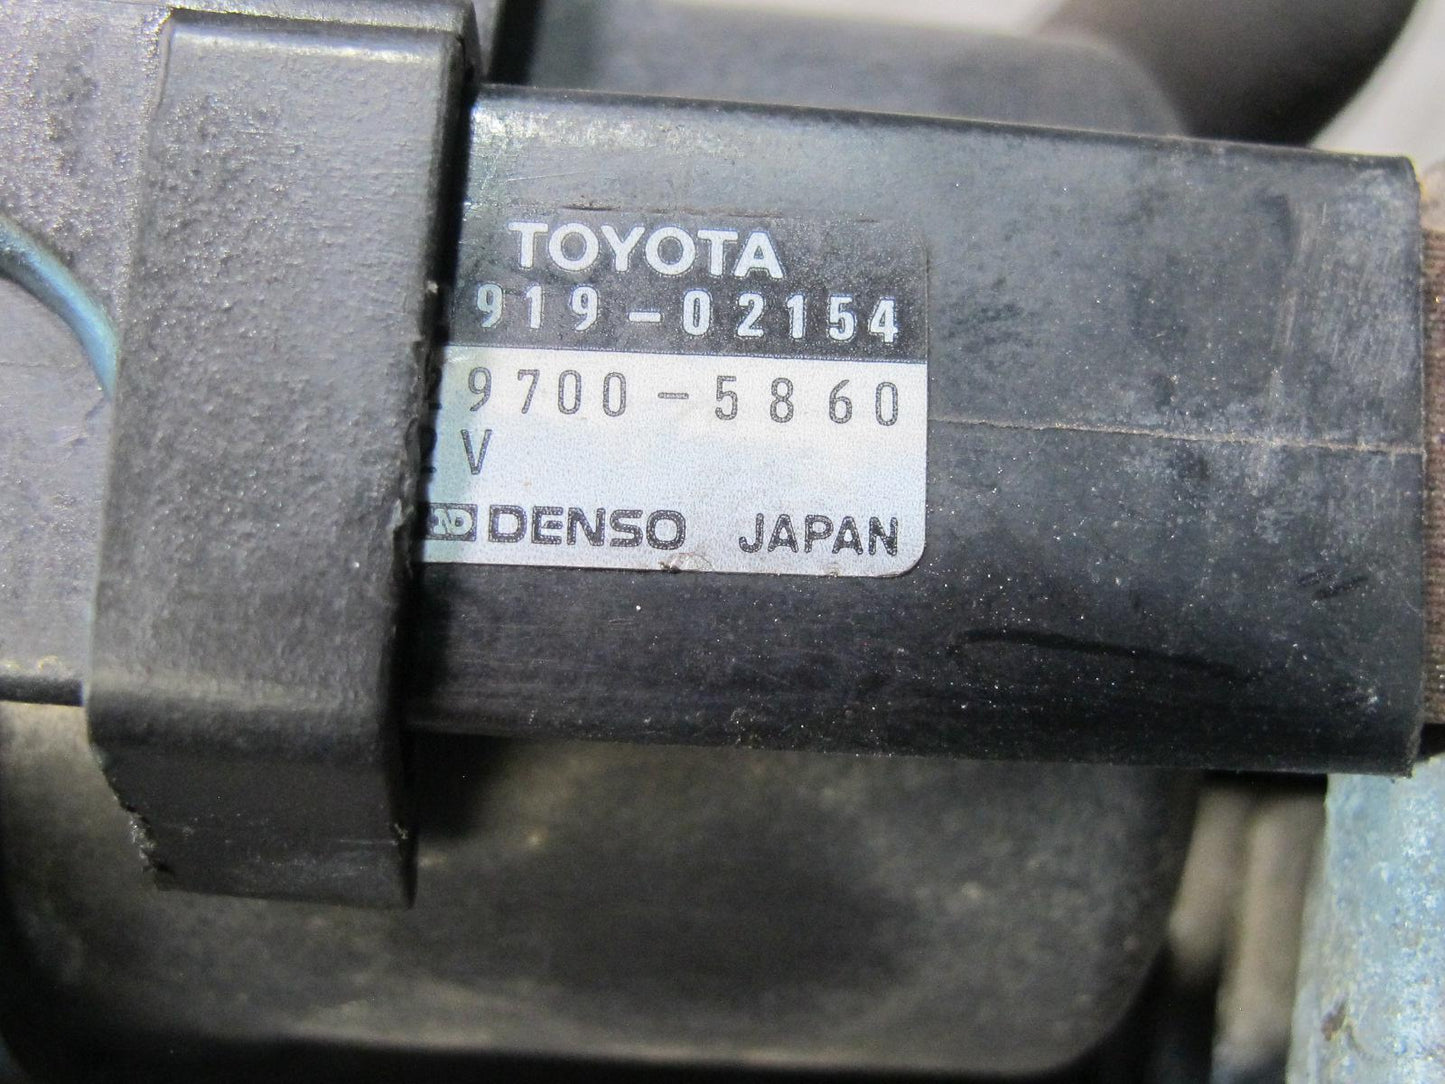 TOYOTA
919-02154
9700-5860
V
DENSO JAPAN